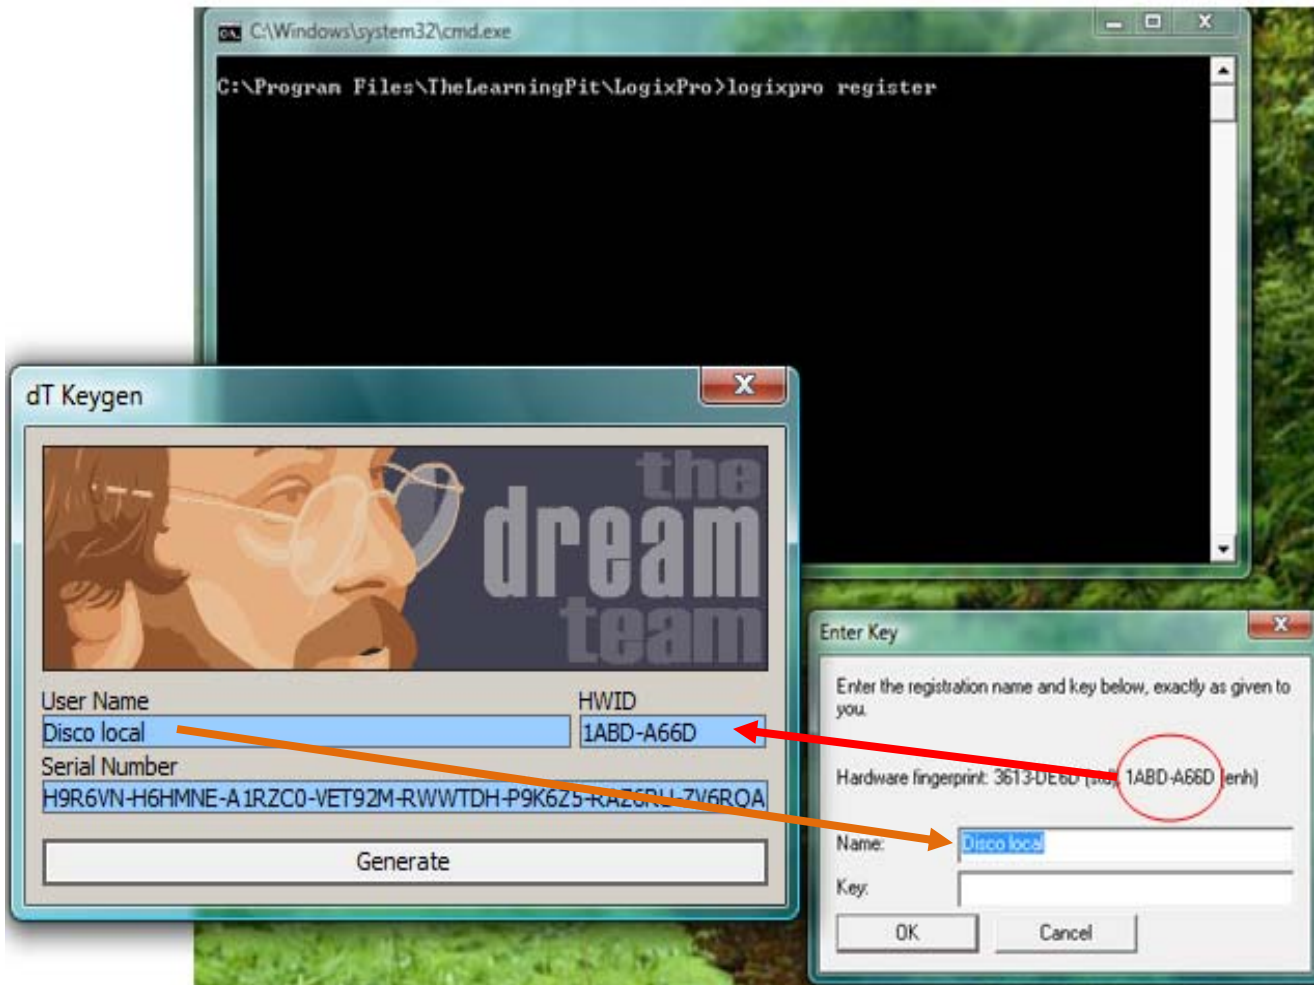 C:\Windows\system32\cmd.exe
C:\Program Files\TheLearningPit\LogixPro>logixpro register
dT Keygen
the
dream
team
User Name
HWID
Disco local
1ABD-A66D
Serial Number
Generate
Enter Key
Enter the registration name and key below, exactly as given to
you.
Hardware fingerprint: 3613-DE6D 1ABD-A66D (enh)
Name:
Disco local
Key:
OK
Cancel